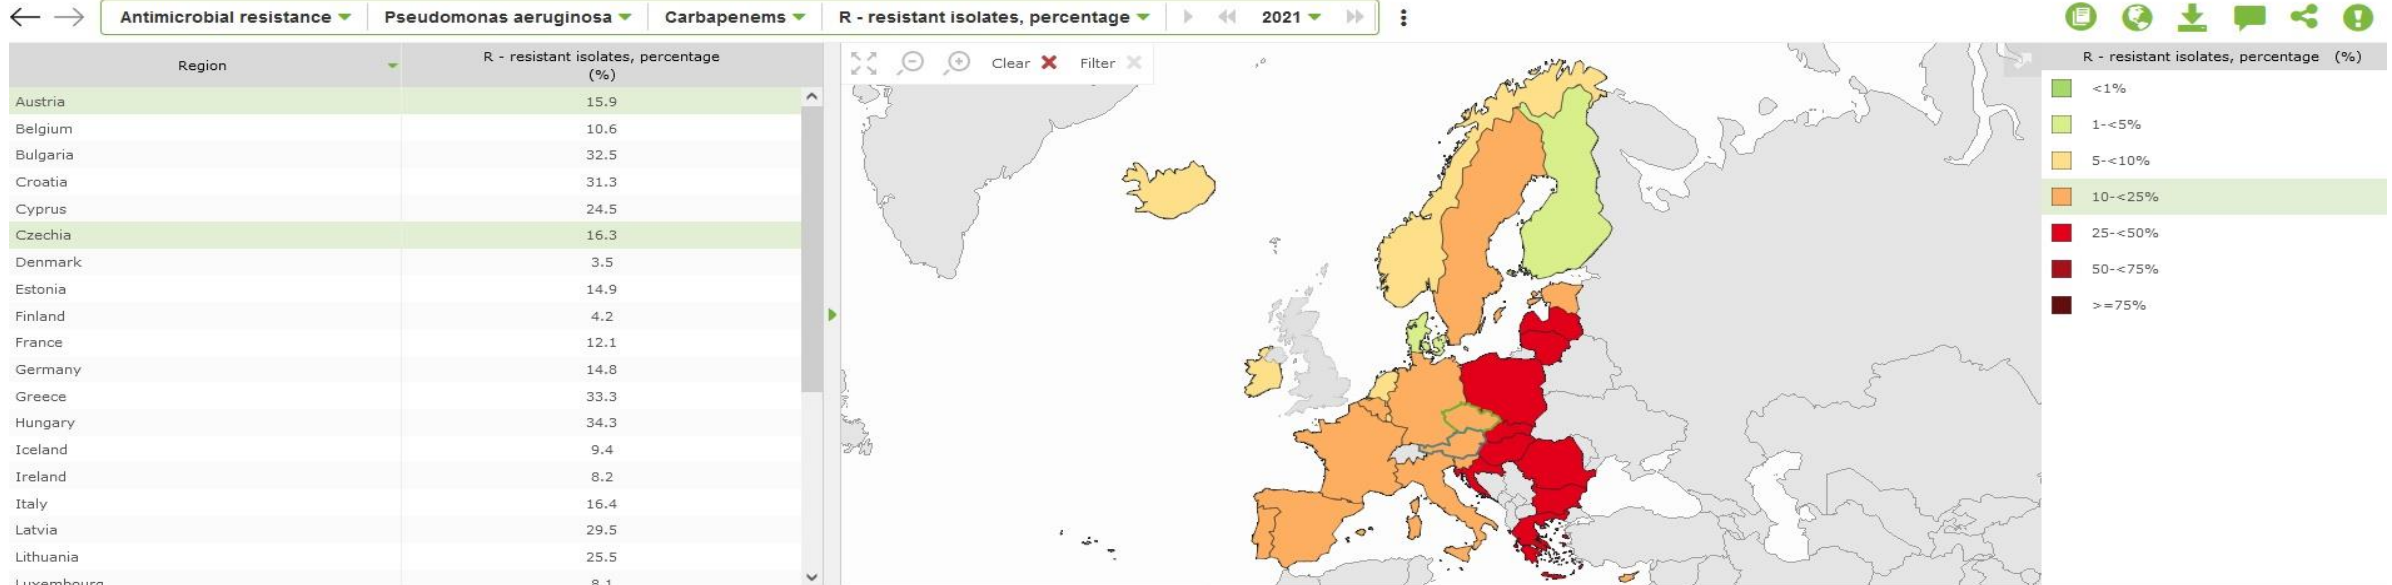 Antimicrobial resistance Pseudomonas aeruginosa Carbapenems R - resistant isolates, percentage 2021
Region R - resistant isolates, percentage (%)
Austria 15.9
Belgium 10.6
Bulgaria 32.5
Croatia 31.3
Cyprus 24.5
Czechia 16.3
Denmark 3.5
Estonia 14.9
Finland 4.2
France 12.1
Germany 14.8
Greece 33.3
Hungary 34.3
Iceland 9.4
Ireland 8.2
Italy 16.4
Latvia 29.5
Lithuania 25.5
Luxembourg 8.1
Clear Filter
R - resistant isolates, percentage (%)
<1%
1-<5%
5-<10%
10-<25%
25-<50%
50-<75%
>=75%